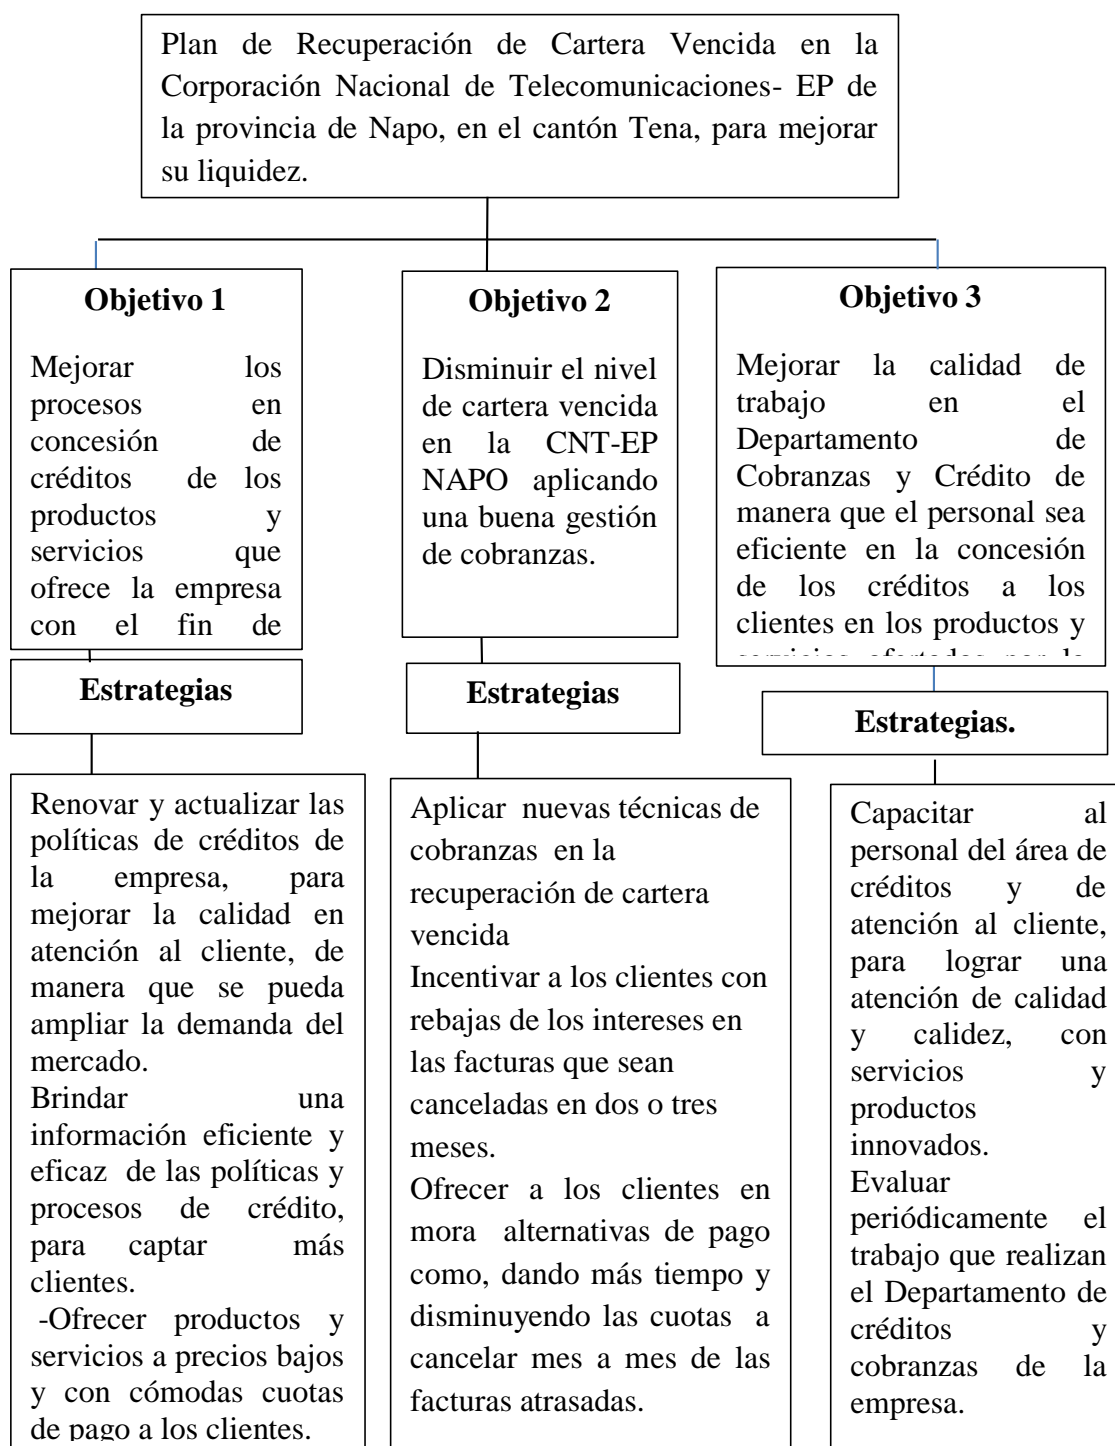 Plan de Recuperación de Cartera Vencida en la
Corporación Nacional de Telecomunicaciones- EP de
la provincia de Napo, en el cantón Tena, para mejorar
su liquidez.
Objetivo 1
Mejorar los
procesos en
concesión de
créditos de los
productos y
servicios que
ofrece la empresa
con el fin de
Objetivo 2
Disminuir el nivel
de cartera vencida
en la CNT-EP
NAPO aplicando
una buena gestión
de cobranzas.
Objetivo 3
Mejorar la calidad de
trabajo en el
Departamento de
Cobranzas y Crédito de
manera que el personal sea
eficiente en la concesión
de los créditos a los
clientes en los productos y
servicios ofertados por la
Estrategias
Renovar y actualizar las
políticas de créditos de
la empresa, para
mejorar la calidad en
atención al cliente, de
manera que se pueda
ampliar la demanda del
mercado.
Brindar una
información eficiente y
eficaz de las políticas y
procesos de crédito,
para captar más
clientes.
-Ofrecer productos y
servicios a precios bajos
y con cómodas cuotas
de pago a los clientes.
Estrategias
Aplicar nuevas técnicas de
cobranzas en la
recuperación de cartera
vencida
Incentivar a los clientes con
rebajas de los intereses en
las facturas que sean
canceladas en dos o tres
meses.
Ofrecer a los clientes en
mora alternativas de pago
como, dando más tiempo y
disminuyendo las cuotas a
cancelar mes a mes de las
facturas atrasadas.
Estrategias.
Capacitar al
personal del área de
créditos y de
atención al cliente,
para lograr una
atención de calidad
y calidez, con
servicios y
productos
innovados.
Evaluar
periódicamente el
trabajo que realizan
el Departamento de
créditos y
cobranzas de la
empresa.